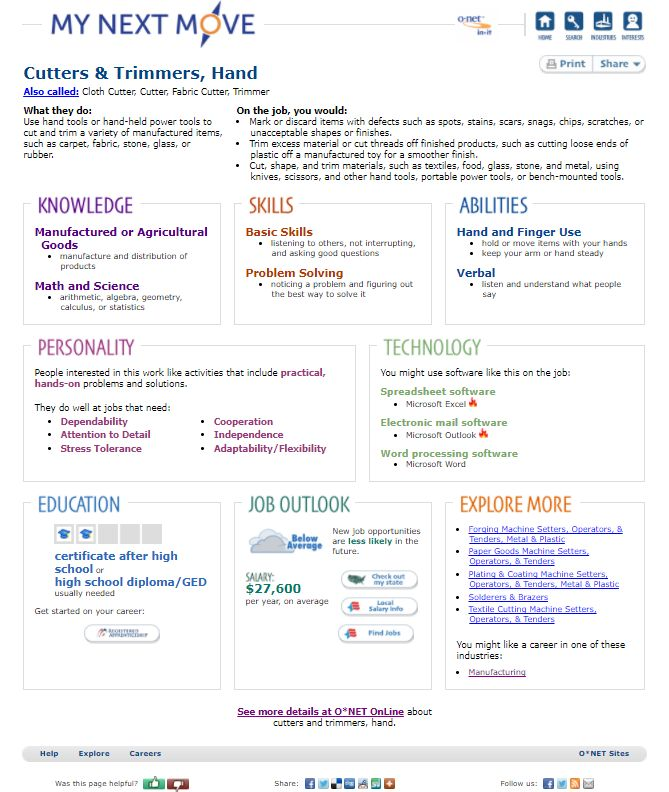 MY NEXT MOVE
o·net
in-it
HOME SEARCH INDUSTRIES INTERESTS
Print Share
Cutters & Trimmers, Hand
Also called: Cloth Cutter, Cutter, Fabric Cutter, Trimmer
What they do:
Use hand tools or hand-held power tools to
cut and trim a variety of manufactured items,
such as carpet, fabric, stone, glass, or
rubber.
On the job, you would:
• Mark or discard items with defects such as spots, stains, scars, snags, chips, scratches, or
unacceptable shapes or finishes.
• Trim excess material or cut threads off finished products, such as cutting loose ends of
plastic off a manufactured toy for a smoother finish.
• Cut, shape, and trim materials, such as textiles, food, glass, stone, and metal, using
knives, scissors, and other hand tools, portable power tools, or bench-mounted tools.
KNOWLEDGE
Manufactured or Agricultural
Goods
• manufacture and distribution of
products
Math and Science
• arithmetic, algebra, geometry,
calculus, or statistics
SKILLS
Basic Skills
• listening to others, not interrupting,
and asking good questions
Problem Solving
• noticing a problem and figuring out
the best way to solve it
ABILITIES
Hand and Finger Use
• hold or move items with your hands
• keep your arm or hand steady
Verbal
• listen and understand what people
say
PERSONALITY
People interested in this work like activities that include practical,
hands-on problems and solutions.
They do well at jobs that need:
• Dependability
• Attention to Detail
• Stress Tolerance
• Cooperation
• Independence
• Adaptability/Flexibility
TECHNOLOGY
You might use software like this on the job:
Spreadsheet software
• Microsoft Excel
Electronic mail software
• Microsoft Outlook
Word processing software
• Microsoft Word
EDUCATION
certificate after high
school or
high school diploma/GED
usually needed
Get started on your career:
REGISTERED
APPRENTICESHIP
JOB OUTLOOK
Below
Average
New job opportunities
are less likely in the
future.
SALARY:
$27,600
per year, on average
Check out
my state
Local
Salary Info
Find Jobs
EXPLORE MORE
• Forging Machine Setters, Operators, &
Tenders, Metal & Plastic
• Paper Goods Machine Setters,
Operators, & Tenders
• Plating & Coating Machine Setters,
Operators, & Tenders, Metal & Plastic
• Solderers & Brazers
• Textile Cutting Machine Setters,
Operators, & Tenders
You might like a career in one of these
industries:
• Manufacturing
See more details at O*NET OnLine about
cutters and trimmers, hand.
Help Explore Careers O*NET Sites
Was this page helpful? Share: Follow us: